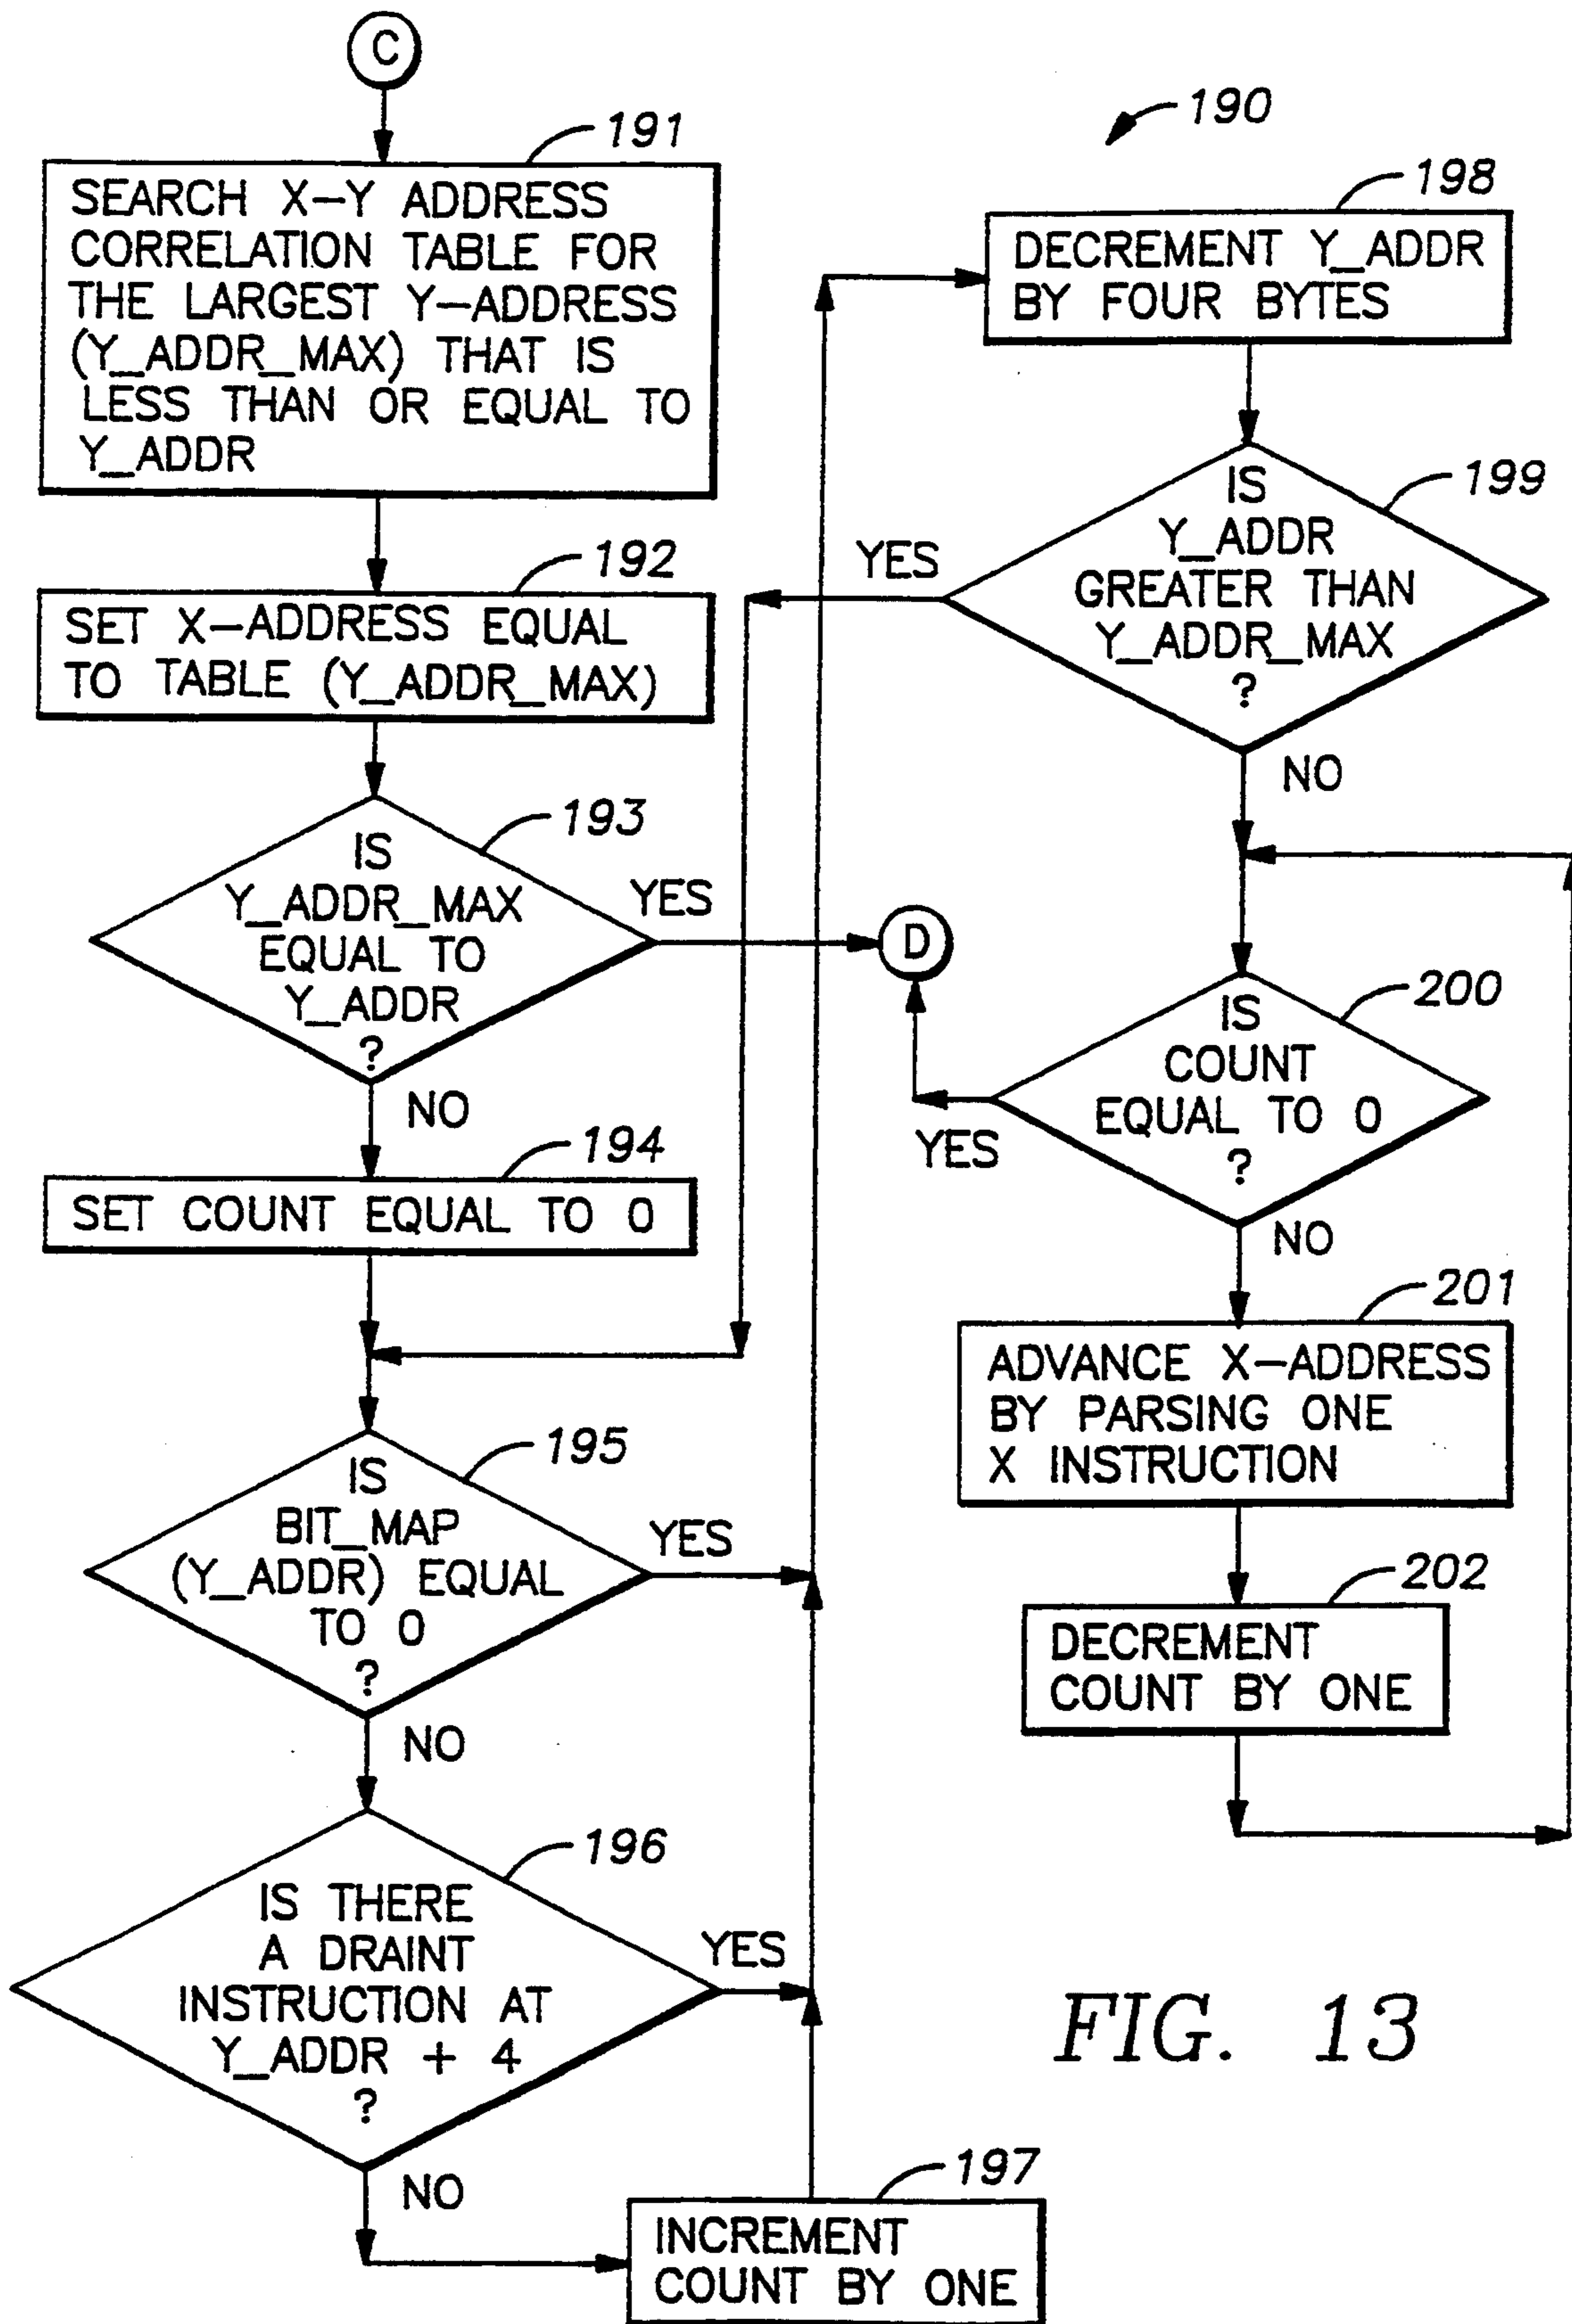 C
191
SEARCH X-Y ADDRESS
CORRELATION TABLE FOR
THE LARGEST Y-ADDRESS
(Y_ADDR_MAX) THAT IS
LESS THAN OR EQUAL TO
Y_ADDR
192
SET X-ADDRESS EQUAL
TO TABLE (Y_ADDR_MAX)
193
IS
Y_ADDR_MAX
EQUAL TO
Y_ADDR
?
YES
NO
D
194
SET COUNT EQUAL TO 0
195
IS
BIT_MAP
(Y_ADDR) EQUAL
TO 0
?
YES
NO
196
IS THERE
A DRAINT
INSTRUCTION AT
Y_ADDR + 4
?
YES
NO
197
INCREMENT
COUNT BY ONE
190
198
DECREMENT Y_ADDR
BY FOUR BYTES
199
IS
Y_ADDR
GREATER THAN
Y_ADDR_MAX
?
YES
NO
200
IS
COUNT
EQUAL TO 0
?
YES
NO
201
ADVANCE X-ADDRESS
BY PARSING ONE
X INSTRUCTION
202
DECREMENT
COUNT BY ONE
FIG. 13